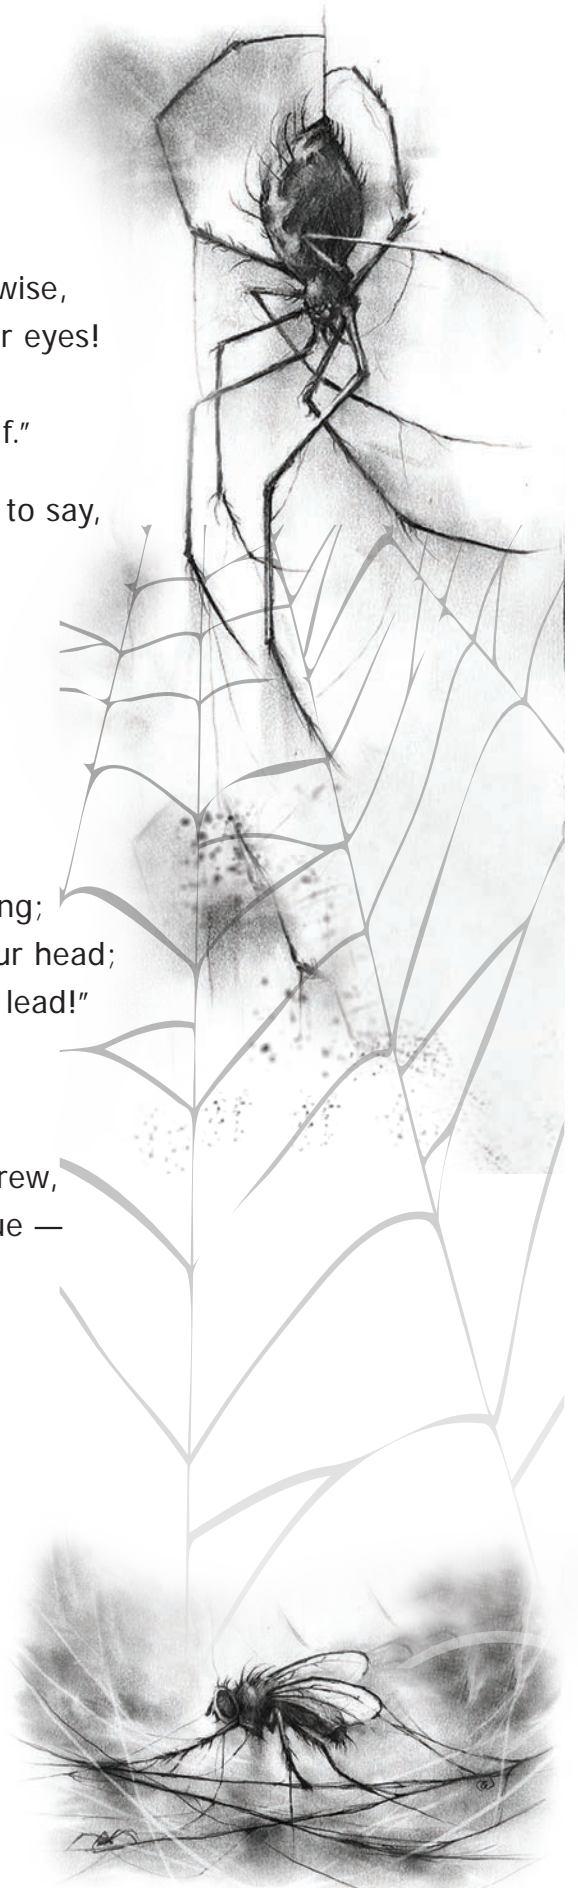 wise,
r eyes!
f.”
to say,
ng;
ur head;
lead!”
rew,
ue —